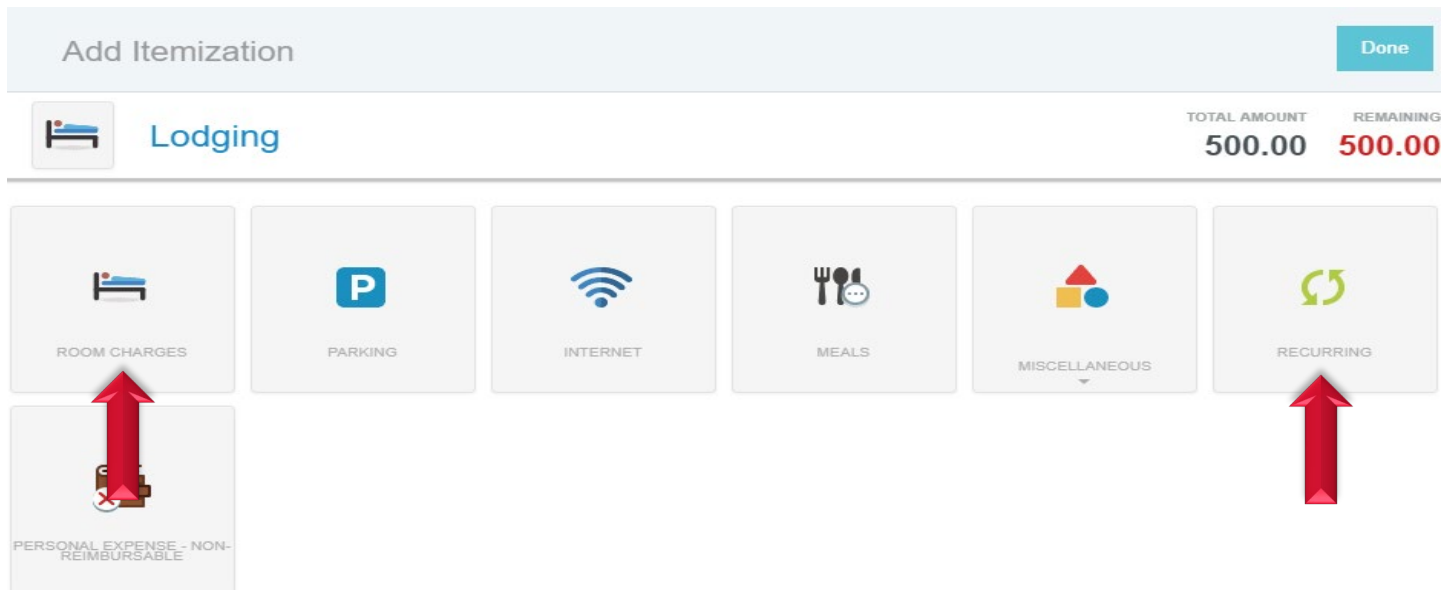 Add Itemization
Done
Lodging
TOTAL AMOUNT
500.00
REMAINING
500.00
ROOM CHARGES
P
PARKING
INTERNET
MEALS
MISCELLANEOUS
RECURRING
PERSONAL EXPENSE - NON-
REIMBURSABLE